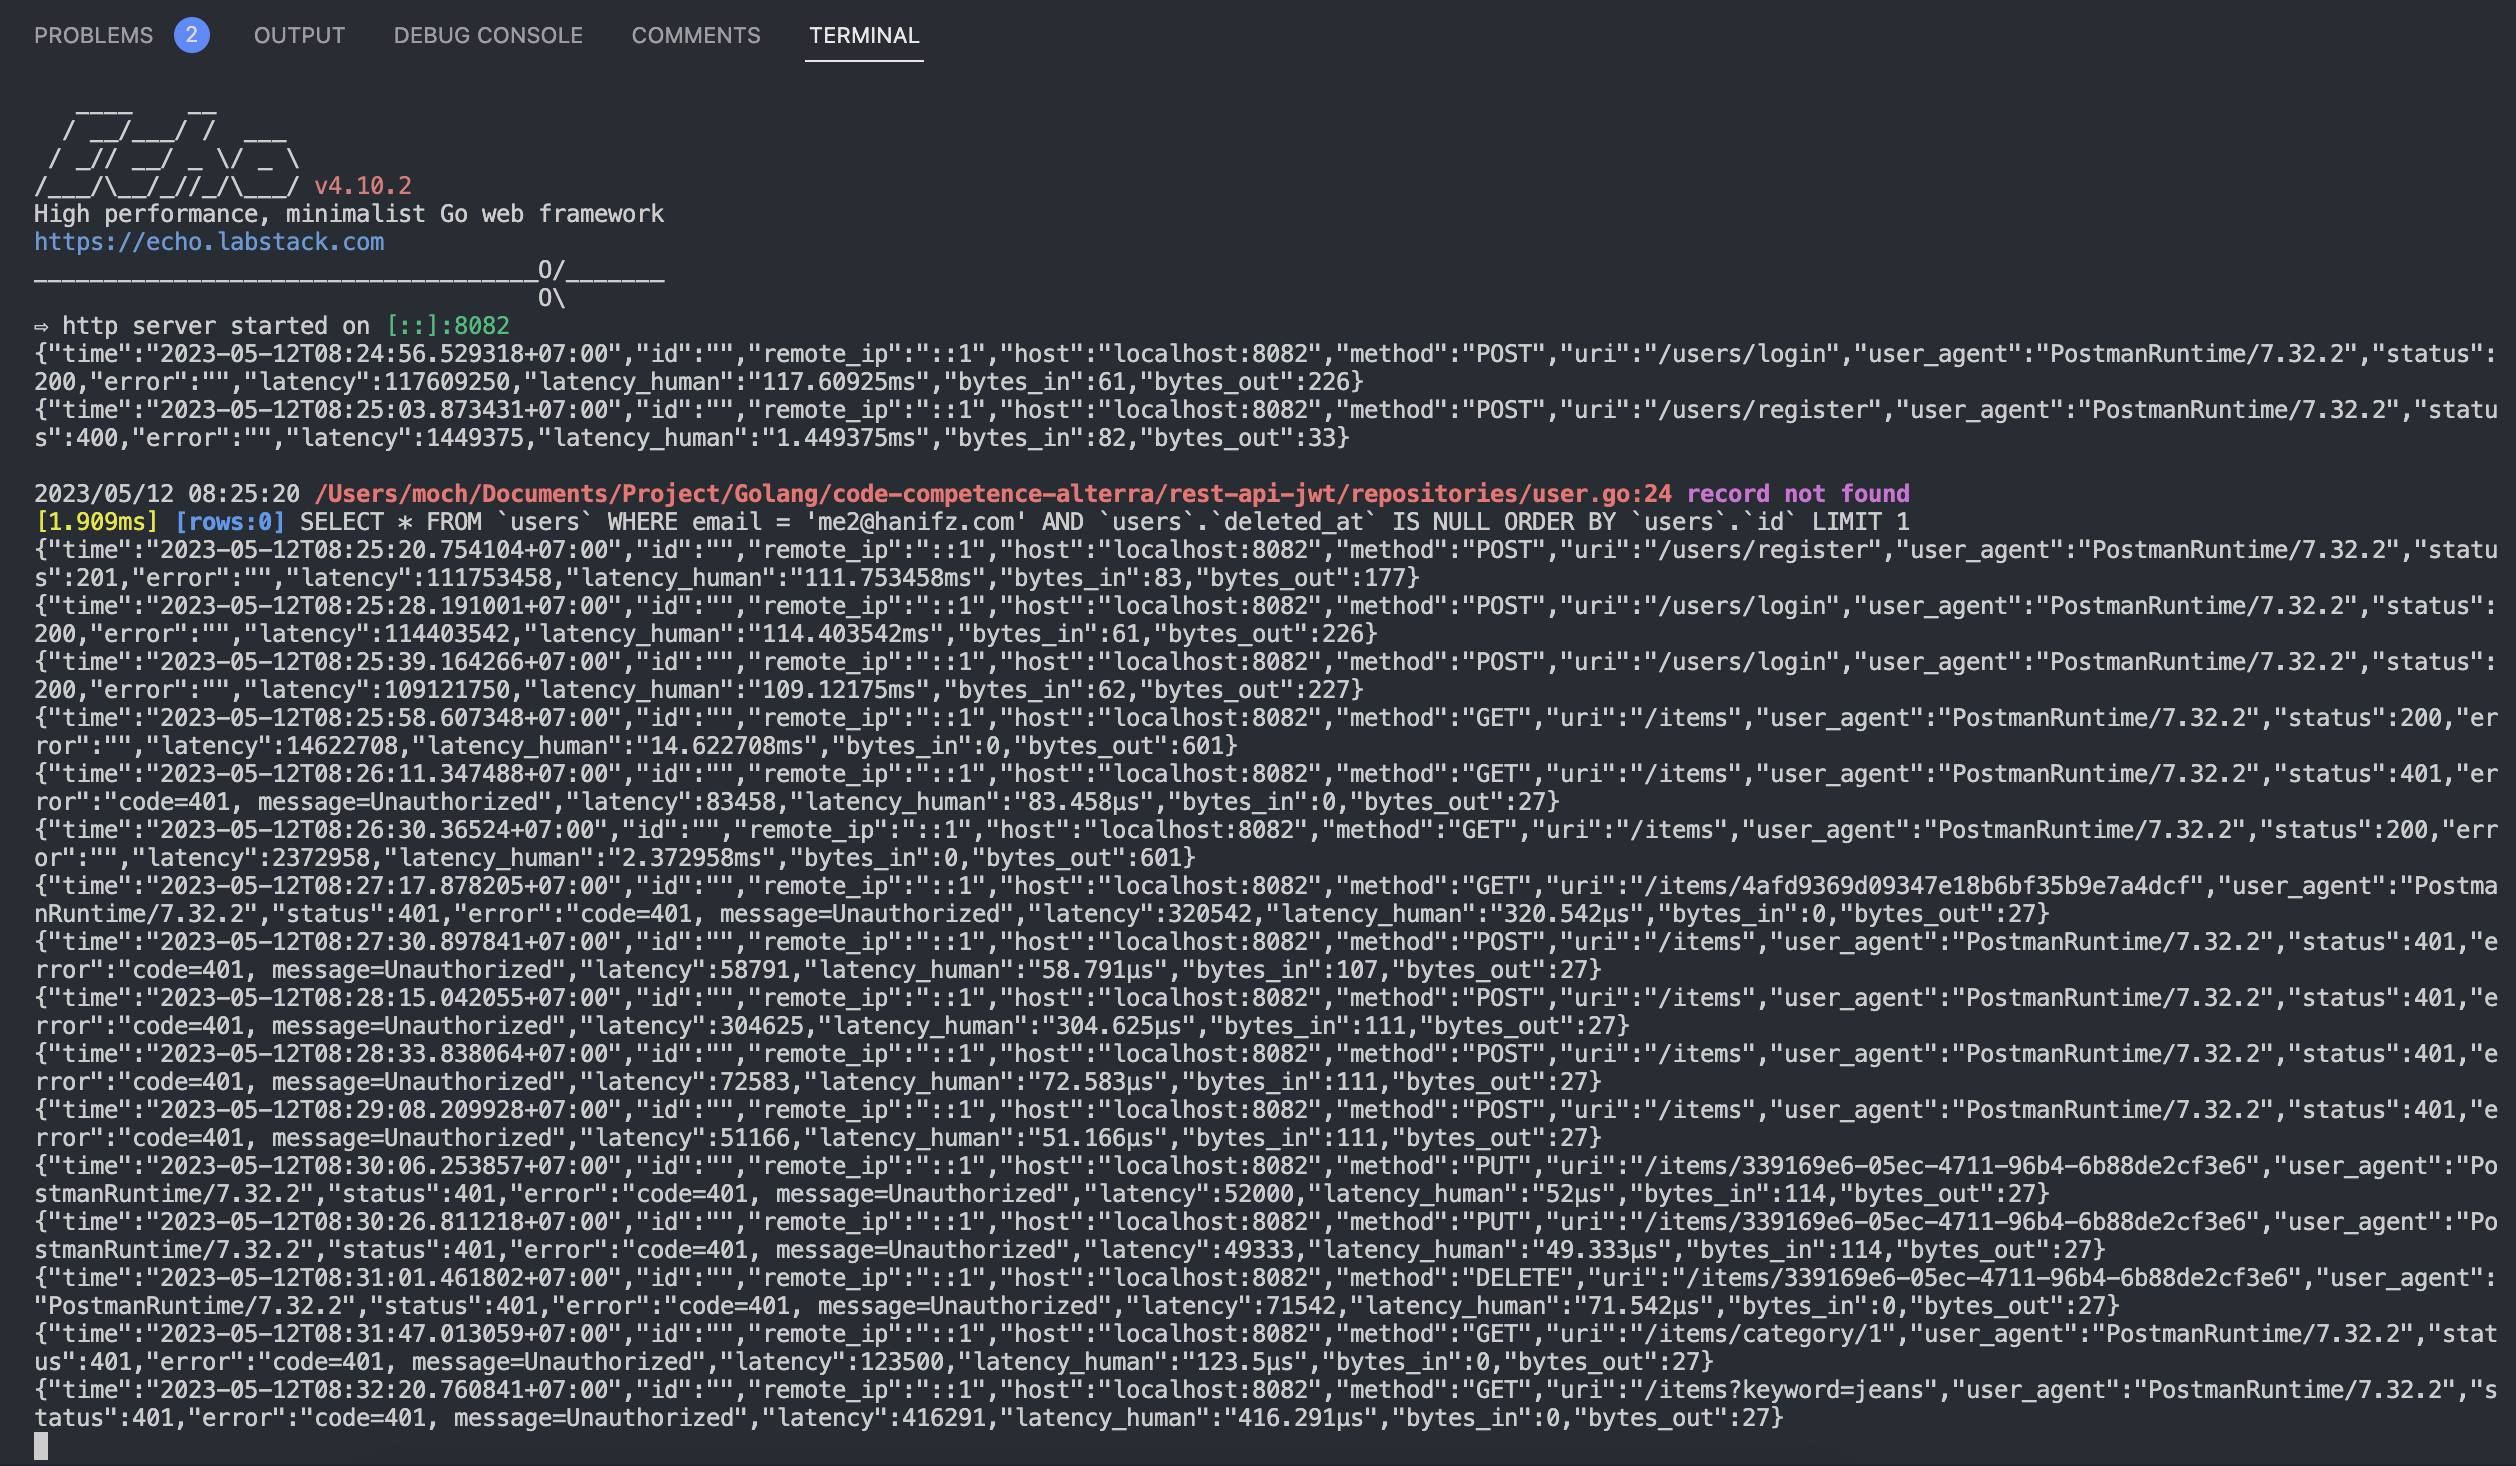 PROBLEMS 2 OUTPUT DEBUG CONSOLE COMMENTS TERMINAL
   ____    __
  / __/___/ /  ___
 / _// __/ _ \/ _ \
/___/\__/_//_/\___/ v4.10.2
High performance, minimalist Go web framework
https://echo.labstack.com
____________________________________O/_______
                                    O\
⇨ http server started on [::]:8082
{"time":"2023-05-12T08:24:56.529318+07:00","id":"","remote_ip":"::1","host":"localhost:8082","method":"POST","uri":"/users/login","user_agent":"PostmanRuntime/7.32.2","status":
200,"error":"","latency":117609250,"latency_human":"117.60925ms","bytes_in":61,"bytes_out":226}
{"time":"2023-05-12T08:25:03.873431+07:00","id":"","remote_ip":"::1","host":"localhost:8082","method":"POST","uri":"/users/register","user_agent":"PostmanRuntime/7.32.2","statu
s":400,"error":"","latency":1449375,"latency_human":"1.449375ms","bytes_in":82,"bytes_out":33}

2023/05/12 08:25:20 /Users/moch/Documents/Project/Golang/code-competence-alterra/rest-api-jwt/repositories/user.go:24 record not found
[1.909ms] [rows:0] SELECT * FROM `users` WHERE email = 'me2@hanifz.com' AND `users`.`deleted_at` IS NULL ORDER BY `users`.`id` LIMIT 1
{"time":"2023-05-12T08:25:20.754104+07:00","id":"","remote_ip":"::1","host":"localhost:8082","method":"POST","uri":"/users/register","user_agent":"PostmanRuntime/7.32.2","statu
s":201,"error":"","latency":111753458,"latency_human":"111.753458ms","bytes_in":83,"bytes_out":177}
{"time":"2023-05-12T08:25:28.191001+07:00","id":"","remote_ip":"::1","host":"localhost:8082","method":"POST","uri":"/users/login","user_agent":"PostmanRuntime/7.32.2","status":
200,"error":"","latency":114403542,"latency_human":"114.403542ms","bytes_in":61,"bytes_out":226}
{"time":"2023-05-12T08:25:39.164266+07:00","id":"","remote_ip":"::1","host":"localhost:8082","method":"POST","uri":"/users/login","user_agent":"PostmanRuntime/7.32.2","status":
200,"error":"","latency":109121750,"latency_human":"109.12175ms","bytes_in":62,"bytes_out":227}
{"time":"2023-05-12T08:25:58.607348+07:00","id":"","remote_ip":"::1","host":"localhost:8082","method":"GET","uri":"/items","user_agent":"PostmanRuntime/7.32.2","status":200,"er
ror":"","latency":14622708,"latency_human":"14.622708ms","bytes_in":0,"bytes_out":601}
{"time":"2023-05-12T08:26:11.347488+07:00","id":"","remote_ip":"::1","host":"localhost:8082","method":"GET","uri":"/items","user_agent":"PostmanRuntime/7.32.2","status":401,"er
ror":"code=401, message=Unauthorized","latency":83458,"latency_human":"83.458µs","bytes_in":0,"bytes_out":27}
{"time":"2023-05-12T08:26:30.36524+07:00","id":"","remote_ip":"::1","host":"localhost:8082","method":"GET","uri":"/items","user_agent":"PostmanRuntime/7.32.2","status":200,"err
or":"","latency":2372958,"latency_human":"2.372958ms","bytes_in":0,"bytes_out":601}
{"time":"2023-05-12T08:27:17.878205+07:00","id":"","remote_ip":"::1","host":"localhost:8082","method":"GET","uri":"/items/4afd9369d09347e18b6bf35b9e7a4dcf","user_agent":"Postma
nRuntime/7.32.2","status":401,"error":"code=401, message=Unauthorized","latency":320542,"latency_human":"320.542µs","bytes_in":0,"bytes_out":27}
{"time":"2023-05-12T08:27:30.897841+07:00","id":"","remote_ip":"::1","host":"localhost:8082","method":"POST","uri":"/items","user_agent":"PostmanRuntime/7.32.2","status":401,"e
rror":"code=401, message=Unauthorized","latency":58791,"latency_human":"58.791µs","bytes_in":107,"bytes_out":27}
{"time":"2023-05-12T08:28:15.042055+07:00","id":"","remote_ip":"::1","host":"localhost:8082","method":"POST","uri":"/items","user_agent":"PostmanRuntime/7.32.2","status":401,"e
rror":"code=401, message=Unauthorized","latency":304625,"latency_human":"304.625µs","bytes_in":111,"bytes_out":27}
{"time":"2023-05-12T08:28:33.838064+07:00","id":"","remote_ip":"::1","host":"localhost:8082","method":"POST","uri":"/items","user_agent":"PostmanRuntime/7.32.2","status":401,"e
rror":"code=401, message=Unauthorized","latency":72583,"latency_human":"72.583µs","bytes_in":111,"bytes_out":27}
{"time":"2023-05-12T08:29:08.209928+07:00","id":"","remote_ip":"::1","host":"localhost:8082","method":"POST","uri":"/items","user_agent":"PostmanRuntime/7.32.2","status":401,"e
rror":"code=401, message=Unauthorized","latency":51166,"latency_human":"51.166µs","bytes_in":111,"bytes_out":27}
{"time":"2023-05-12T08:30:06.253857+07:00","id":"","remote_ip":"::1","host":"localhost:8082","method":"PUT","uri":"/items/339169e6-05ec-4711-96b4-6b88de2cf3e6","user_agent":"Po
stmanRuntime/7.32.2","status":401,"error":"code=401, message=Unauthorized","latency":52000,"latency_human":"52µs","bytes_in":114,"bytes_out":27}
{"time":"2023-05-12T08:30:26.811218+07:00","id":"","remote_ip":"::1","host":"localhost:8082","method":"PUT","uri":"/items/339169e6-05ec-4711-96b4-6b88de2cf3e6","user_agent":"Po
stmanRuntime/7.32.2","status":401,"error":"code=401, message=Unauthorized","latency":49333,"latency_human":"49.333µs","bytes_in":114,"bytes_out":27}
{"time":"2023-05-12T08:31:01.461802+07:00","id":"","remote_ip":"::1","host":"localhost:8082","method":"DELETE","uri":"/items/339169e6-05ec-4711-96b4-6b88de2cf3e6","user_agent":
"PostmanRuntime/7.32.2","status":401,"error":"code=401, message=Unauthorized","latency":71542,"latency_human":"71.542µs","bytes_in":0,"bytes_out":27}
{"time":"2023-05-12T08:31:47.013059+07:00","id":"","remote_ip":"::1","host":"localhost:8082","method":"GET","uri":"/items/category/1","user_agent":"PostmanRuntime/7.32.2","stat
us":401,"error":"code=401, message=Unauthorized","latency":123500,"latency_human":"123.5µs","bytes_in":0,"bytes_out":27}
{"time":"2023-05-12T08:32:20.760841+07:00","id":"","remote_ip":"::1","host":"localhost:8082","method":"GET","uri":"/items?keyword=jeans","user_agent":"PostmanRuntime/7.32.2","s
tatus":401,"error":"code=401, message=Unauthorized","latency":416291,"latency_human":"416.291µs","bytes_in":0,"bytes_out":27}